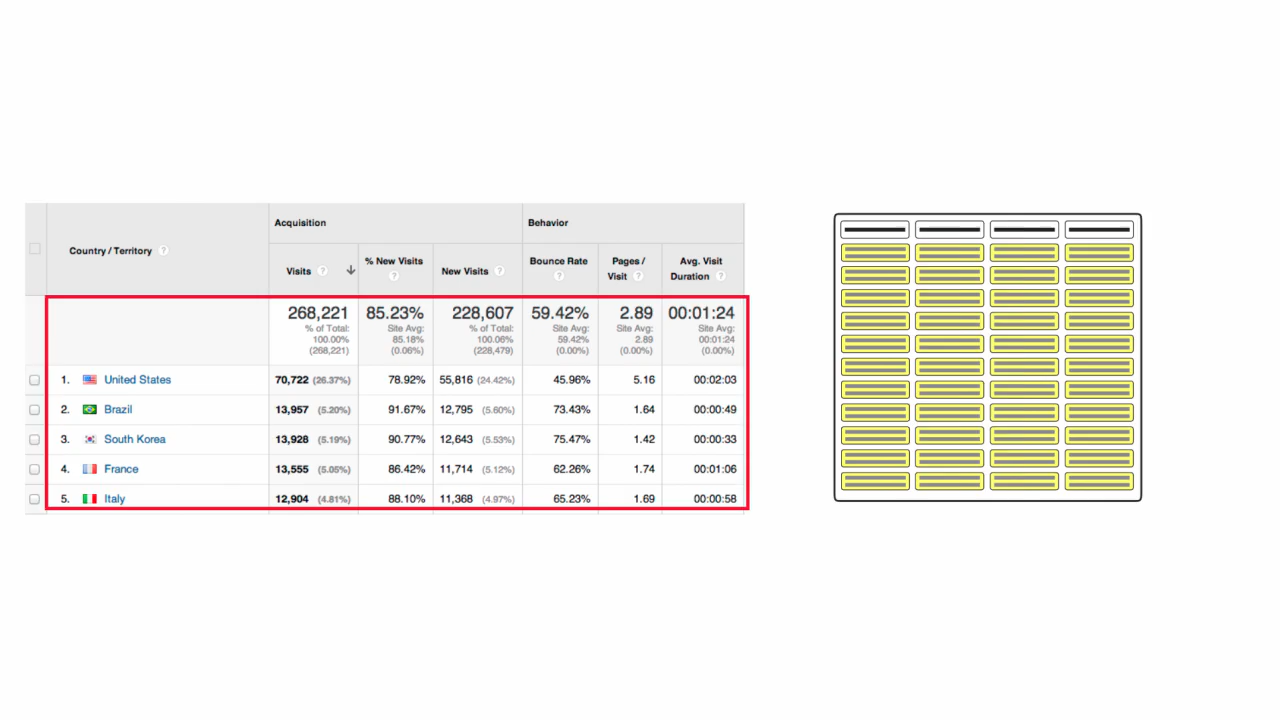 Acquisition Behavior
Country / Territory ?
Visits ? % New Visits ? New Visits ? Bounce Rate ? Pages / Visit ? Avg. Visit Duration ?
268,221 85.23% 228,607 59.42% 2.89 00:01:24
% of Total: Site Avg: % of Total: Site Avg: Site Avg: Site Avg:
100.00% 85.18% 100.06% 59.42% 2.89 00:01:24
(268,221) (0.06%) (228,479) (0.00%) (0.00%) (0.00%)
1. United States 70,722 (26.37%) 78.92% 55,816 (24.42%) 45.96% 5.16 00:02:03
2. Brazil 13,957 (5.20%) 91.67% 12,795 (5.60%) 73.43% 1.64 00:00:49
3. South Korea 13,928 (5.19%) 90.77% 12,643 (5.53%) 75.47% 1.42 00:00:33
4. France 13,555 (5.05%) 86.42% 11,714 (5.12%) 62.26% 1.74 00:01:06
5. Italy 12,904 (4.81%) 88.10% 11,368 (4.97%) 65.23% 1.69 00:00:58